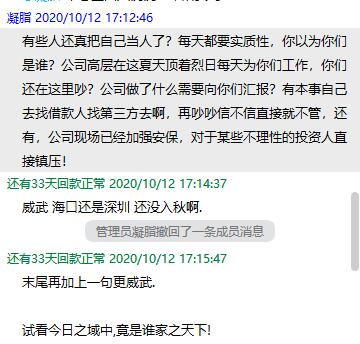 凝脂 2020/10/12 17:12:46
有些人还真把自己当人了？每天都要实质性，你以为你们
是谁？公司高层在这夏天顶着烈日每天为你们工作，你们
还在这里吵？公司做了什么需要向你们汇报？有本事自己
去找借款人找第三方去啊，再吵吵信不信直接就不管，还
有，公司现场已经加强安保，对于某些不理性的投资人直
接镇压！
还有33天回款正常 2020/10/12 17:14:37
威武 海口还是深圳 还没入秋啊.
管理员凝脂撤回了一条成员消息
还有33天回款正常 2020/10/12 17:15:47
末尾再加上一句更威武.
试看今日之域中,竟是谁家之天下!